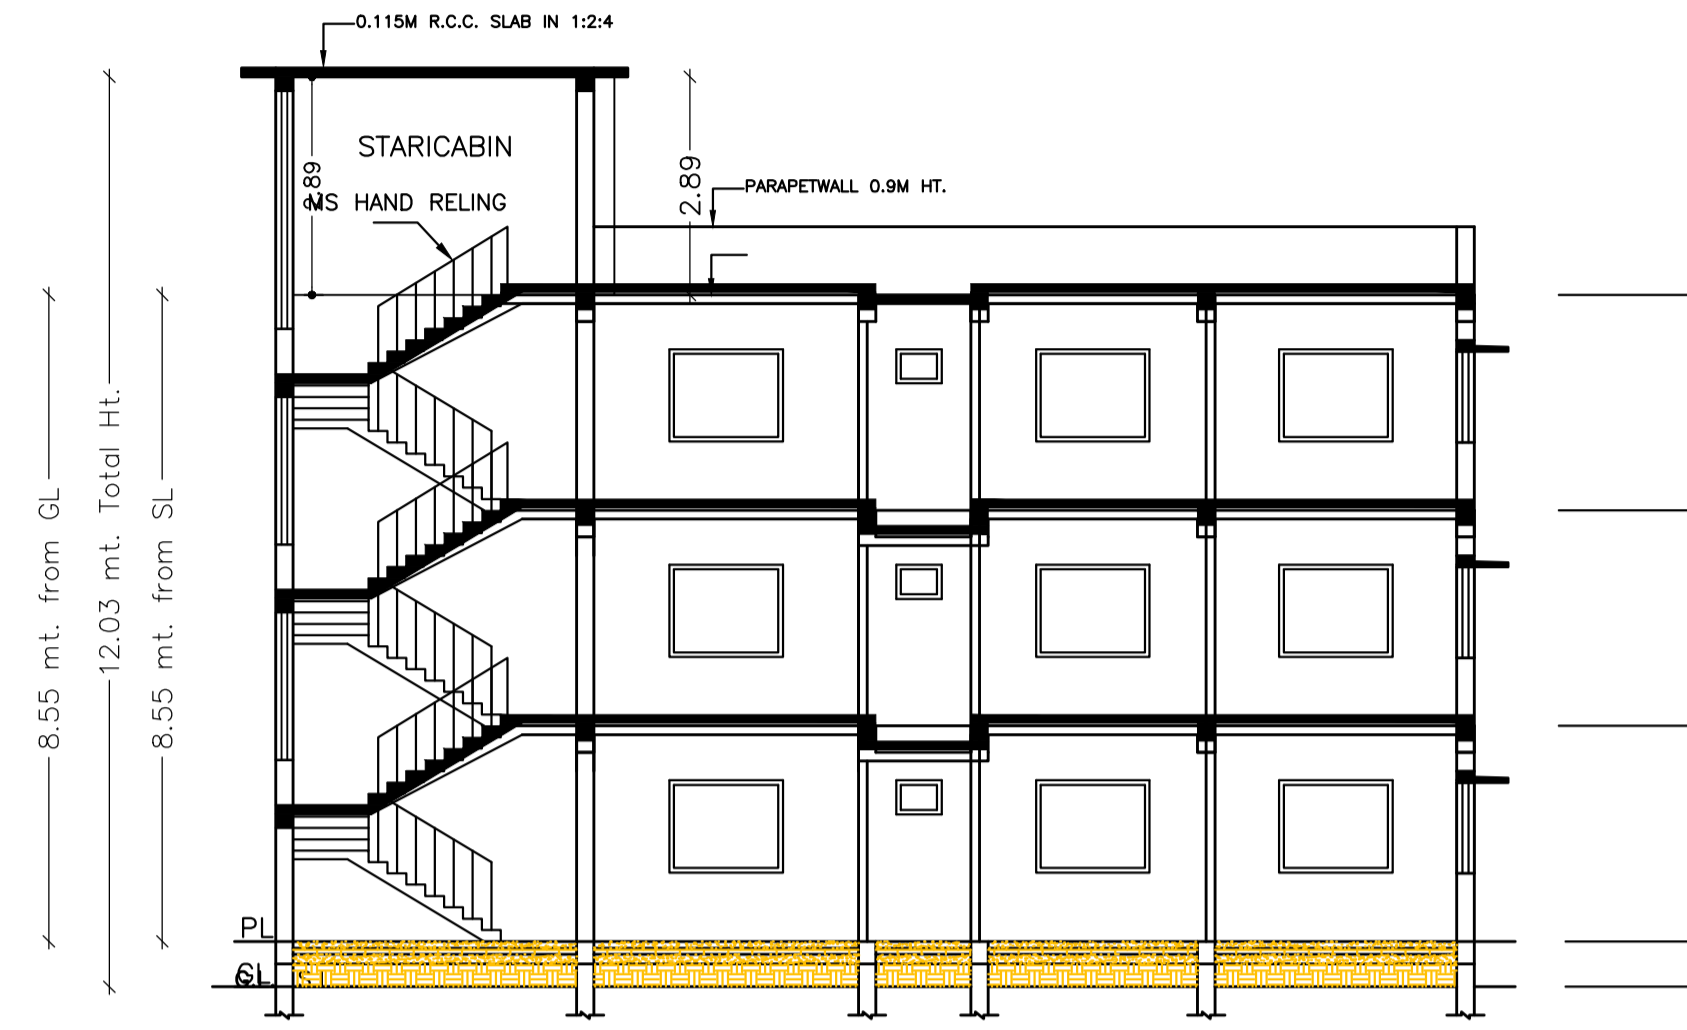 0.115M R.C.C. SLAB IN 1:2:4
STARICABIN
2.89
MS HAND RELING
2.89
PARAPETWALL 0.9M HT.
8.55 mt. from GL
12.03 mt. Total Ht.
8.55 mt. from SL
PL
GL